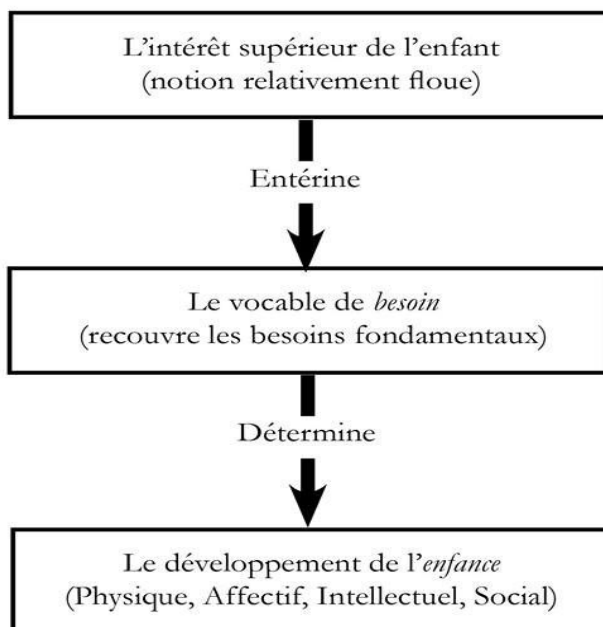 L’intérêt supérieur de l’enfant
(notion relativement floue)
Entérine
Le vocable de besoin
(recouvre les besoins fondamentaux)
Détermine
Le développement de l’enfance
(Physique, Affectif, Intellectuel, Social)